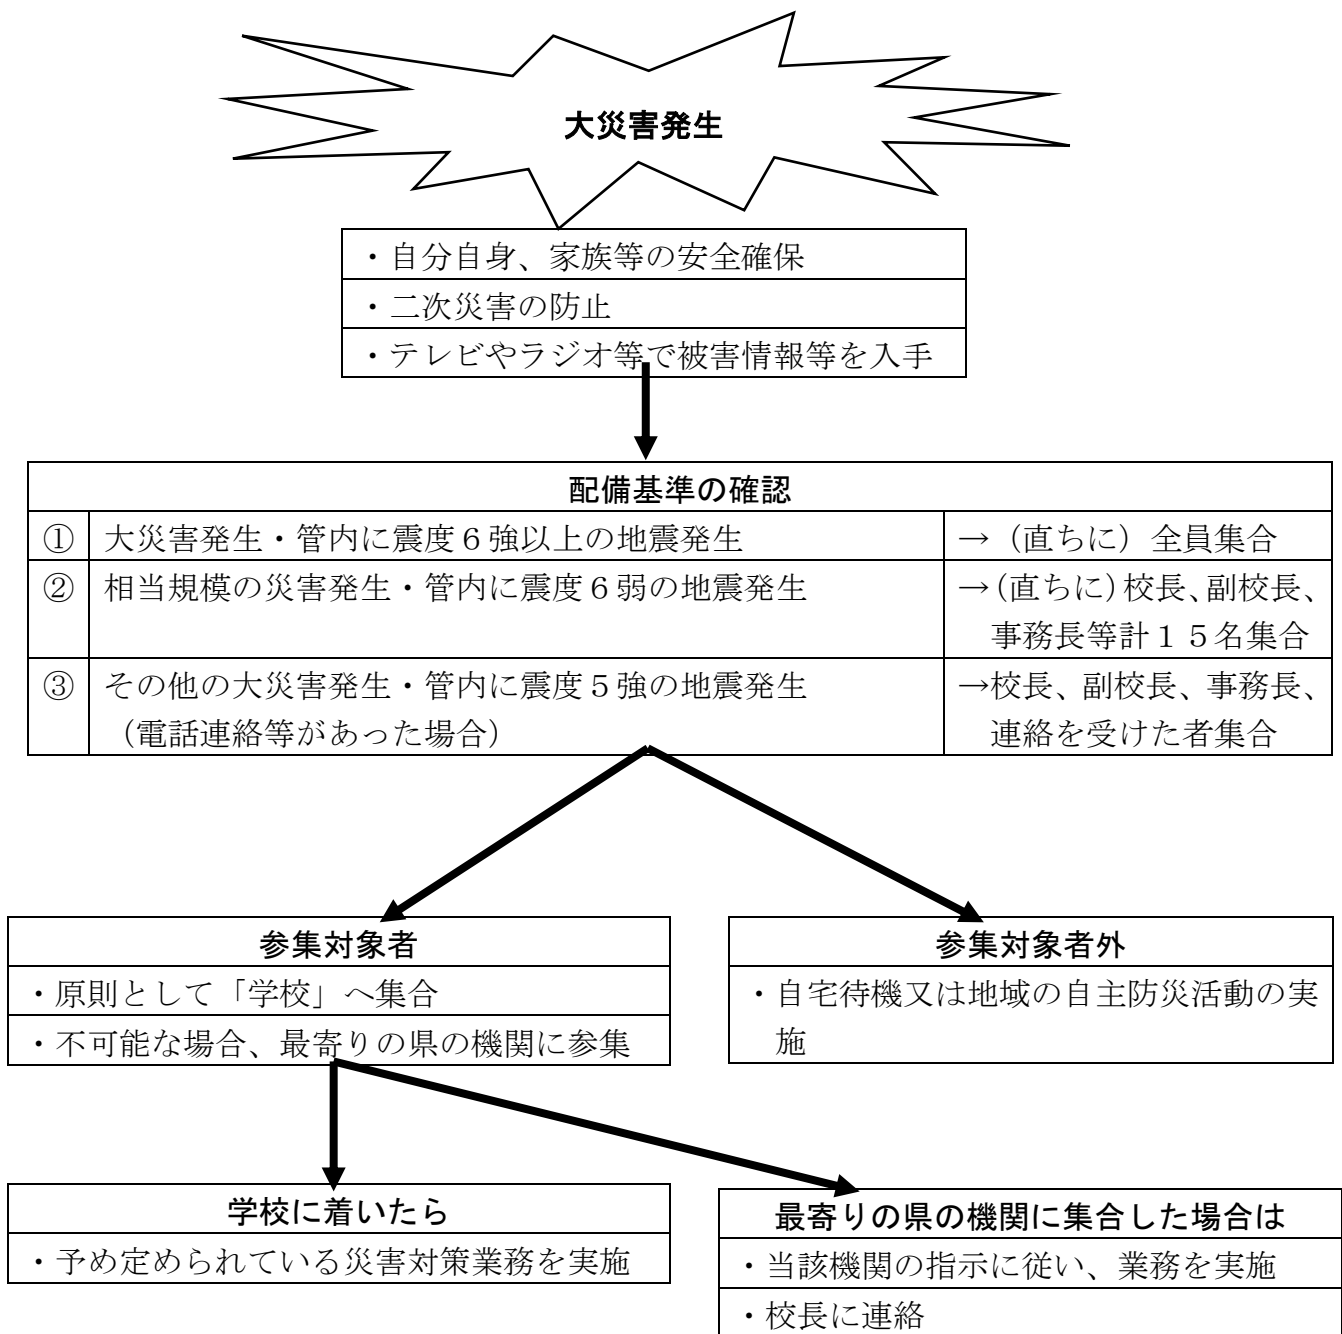 大災害発生
・自分自身、家族等の安全確保
・二次災害の防止
・テレビやラジオ等で被害情報等を入手
配備基準の確認
① 大災害発生・管内に震度６強以上の地震発生 →（直ちに）全員集合
② 相当規模の災害発生・管内に震度６弱の地震発生 →（直ちに）校長、副校長、
事務長等計１５名集合
③ その他の大災害発生・管内に震度５強の地震発生 →校長、副校長、事務長、
（電話連絡等があった場合） 連絡を受けた者集合
参集対象者
・原則として「学校」へ集合
・不可能な場合、最寄りの県の機関に参集
参集対象者外
・自宅待機又は地域の自主防災活動の実
施
学校に着いたら
・予め定められている災害対策業務を実施
最寄りの県の機関に集合した場合は
・当該機関の指示に従い、業務を実施
・校長に連絡